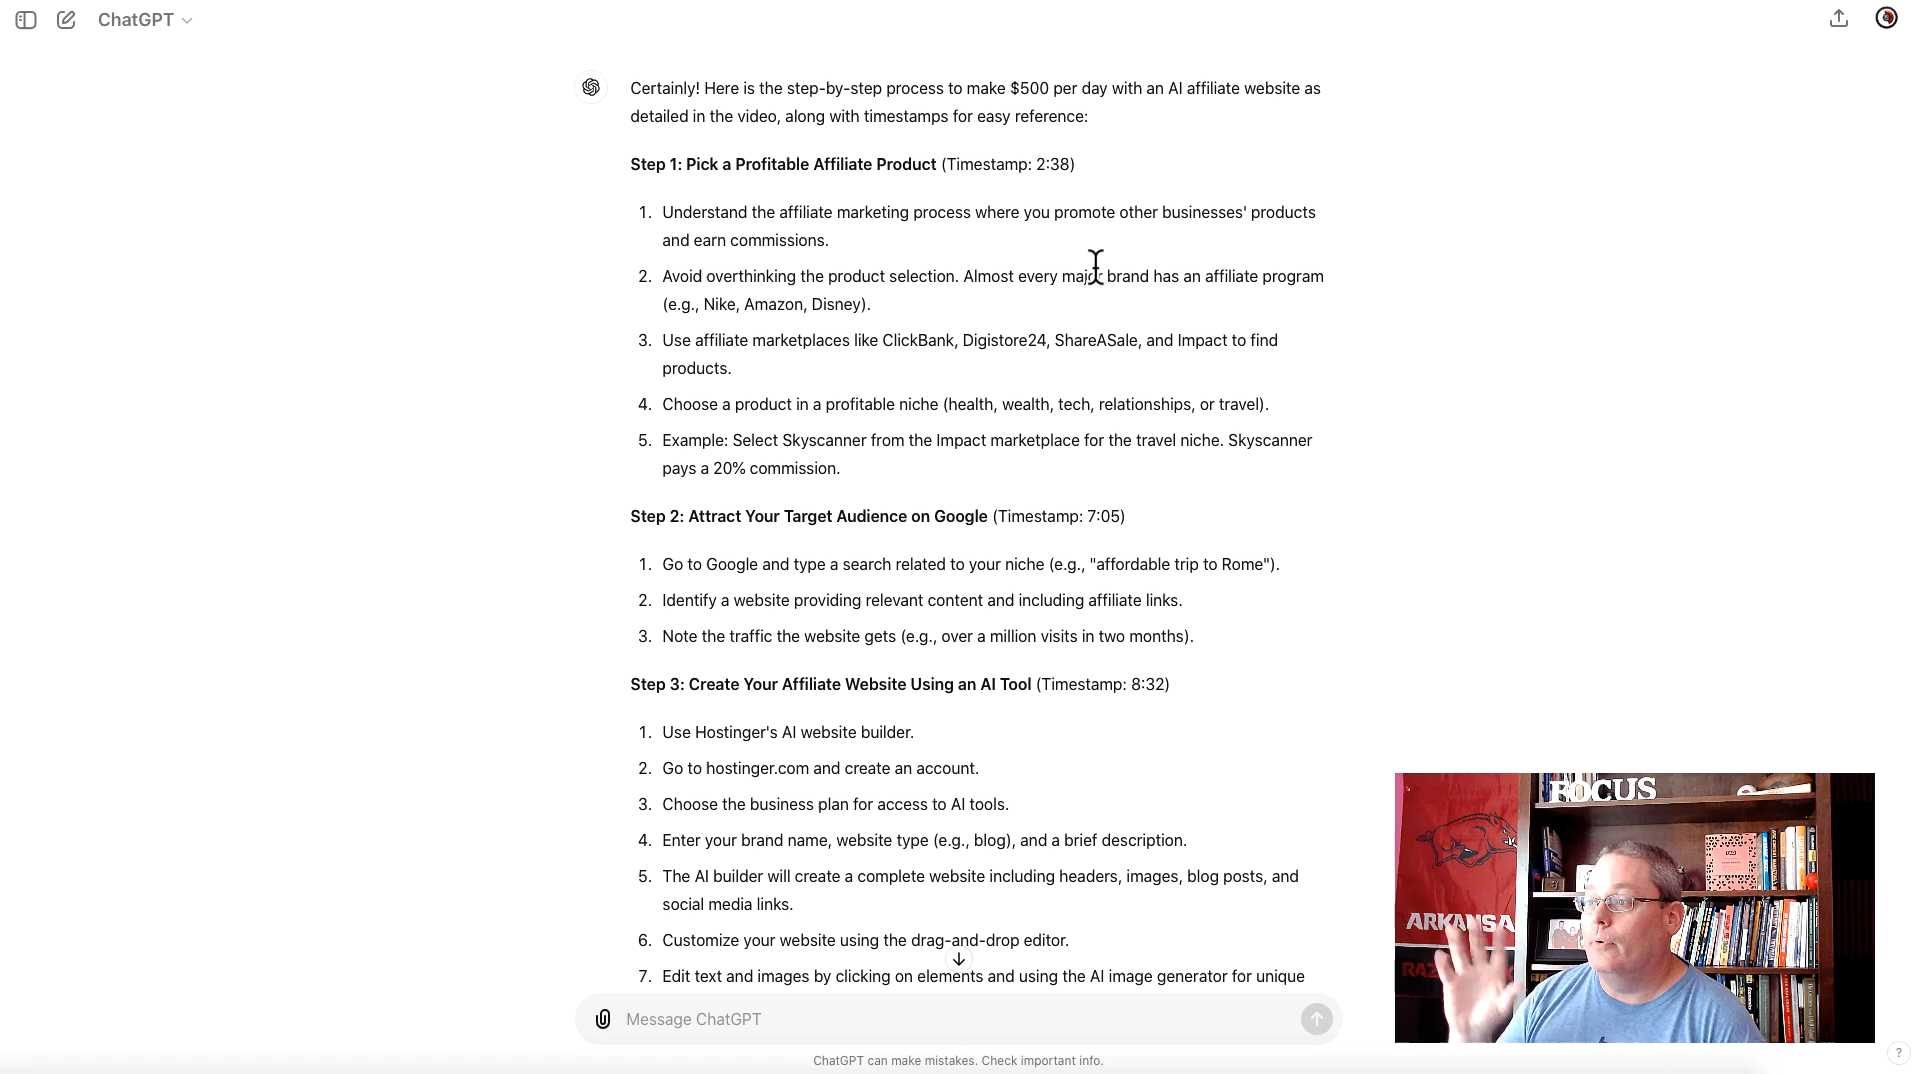 ChatGPT
Certainly! Here is the step-by-step process to make $500 per day with an AI affiliate website as
detailed in the video, along with timestamps for easy reference:
Step 1: Pick a Profitable Affiliate Product (Timestamp: 2:38)
1. Understand the affiliate marketing process where you promote other businesses' products
and earn commissions.
2. Avoid overthinking the product selection. Almost every major brand has an affiliate program
(e.g., Nike, Amazon, Disney).
3. Use affiliate marketplaces like ClickBank, Digistore24, ShareASale, and Impact to find
products.
4. Choose a product in a profitable niche (health, wealth, tech, relationships, or travel).
5. Example: Select Skyscanner from the Impact marketplace for the travel niche. Skyscanner
pays a 20% commission.
Step 2: Attract Your Target Audience on Google (Timestamp: 7:05)
1. Go to Google and type a search related to your niche (e.g., "affordable trip to Rome").
2. Identify a website providing relevant content and including affiliate links.
3. Note the traffic the website gets (e.g., over a million visits in two months).
Step 3: Create Your Affiliate Website Using an AI Tool (Timestamp: 8:32)
1. Use Hostinger's AI website builder.
2. Go to hostinger.com and create an account.
3. Choose the business plan for access to AI tools.
4. Enter your brand name, website type (e.g., blog), and a brief description.
5. The AI builder will create a complete website including headers, images, blog posts, and
social media links.
6. Customize your website using the drag-and-drop editor.
7. Edit text and images by clicking on elements and using the AI image generator for unique
Message ChatGPT
ChatGPT can make mistakes. Check important info.
?
FOCUS
ARKANSA